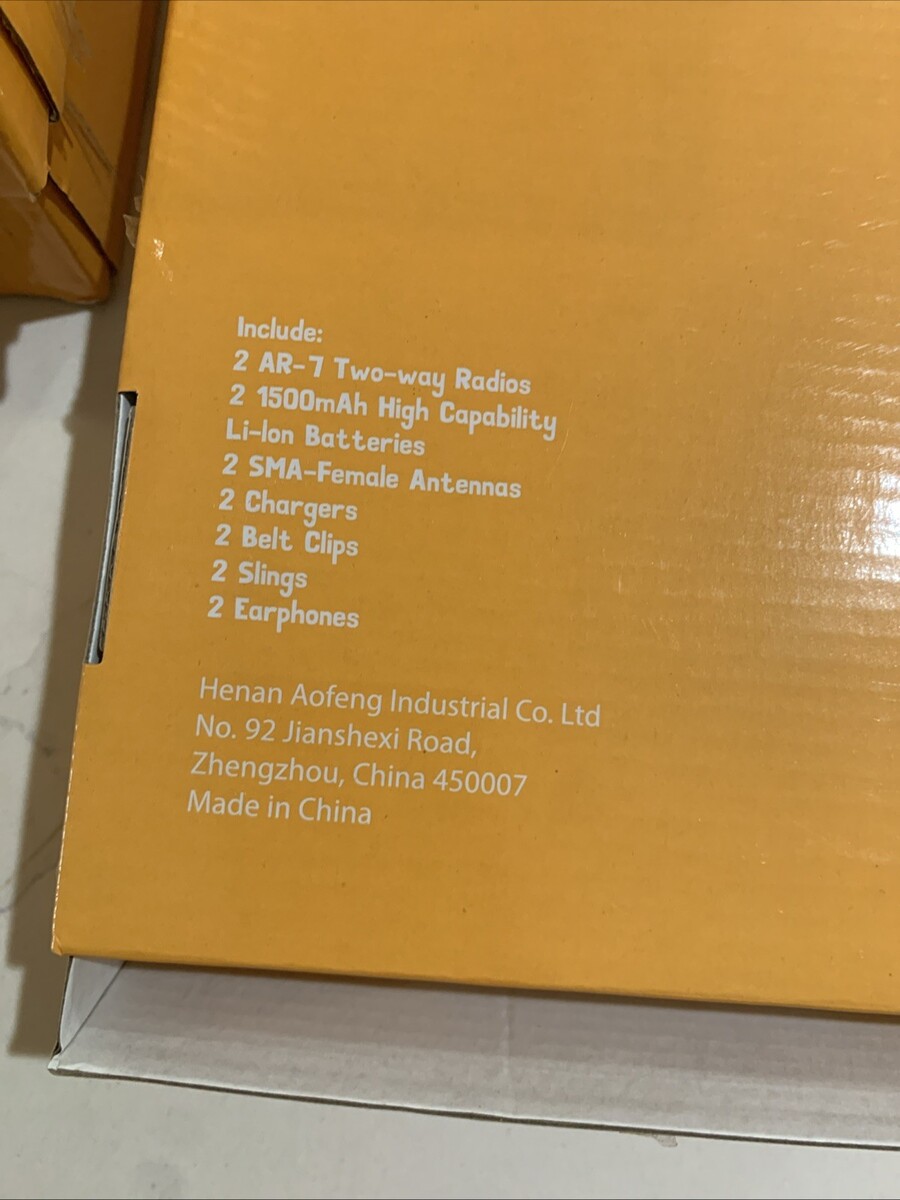 Include:
2 AR-7 Two-way Radios
2 1500mAh High Capability
Li-Ion Batteries
2 SMA-Female Antennas
2 Chargers
2 Belt Clips
2 Slings
2 Earphones
Henan Aofeng Industrial Co. Ltd
No. 92 Jianshexi Road,
Zhengzhou, China 450007
Made in China